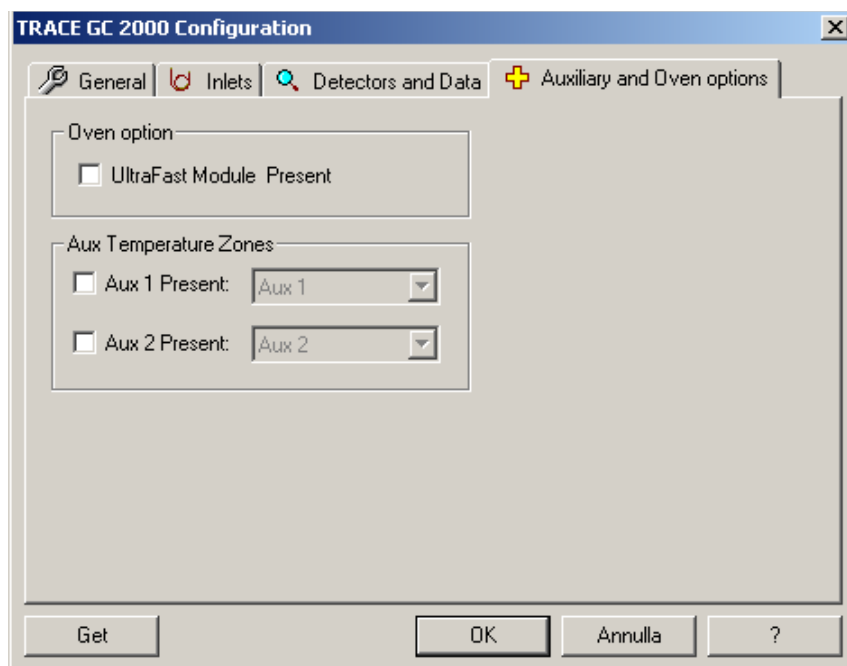 TRACE GC 2000 Configuration
General Inlets Detectors and Data Auxiliary and Oven options
Oven option
UltraFast Module Present
Aux Temperature Zones
Aux 1 Present: Aux 1
Aux 2 Present: Aux 2
Get OK Annulla ?